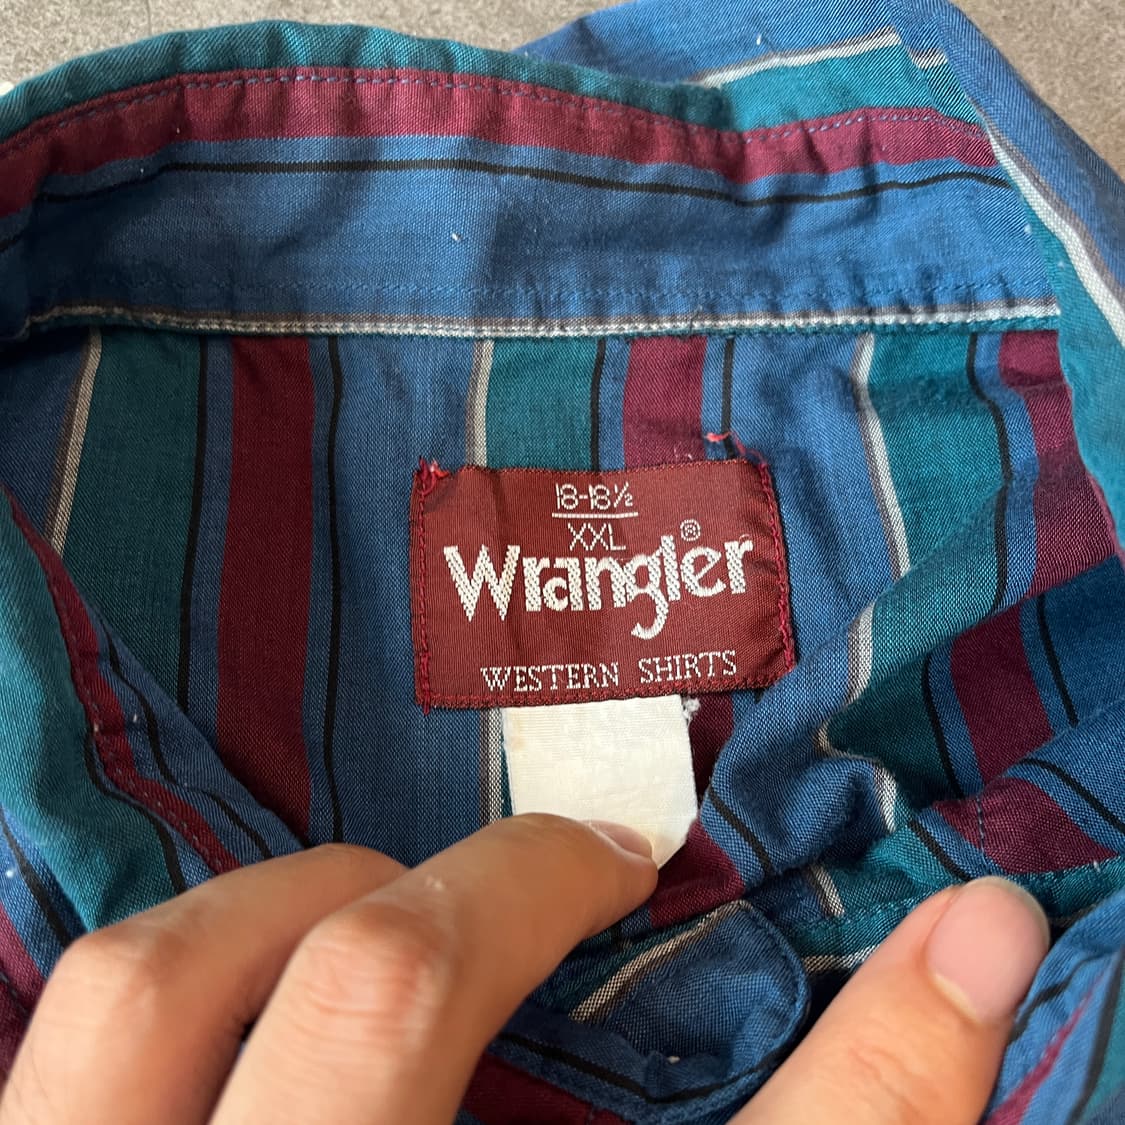 18-18½
XXL
Wrangler®
WESTERN SHIRTS